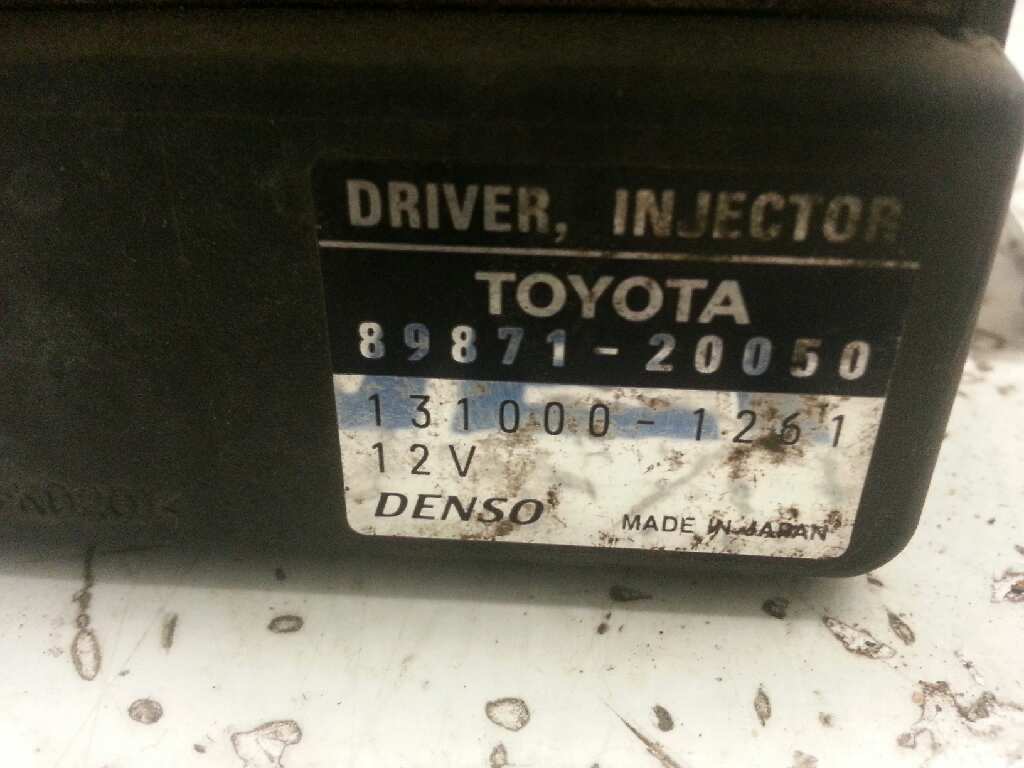 DRIVER, INJECTOR
TOYOTA
89871-20050
131000-1261
12V
DENSO
MADE IN JAPAN